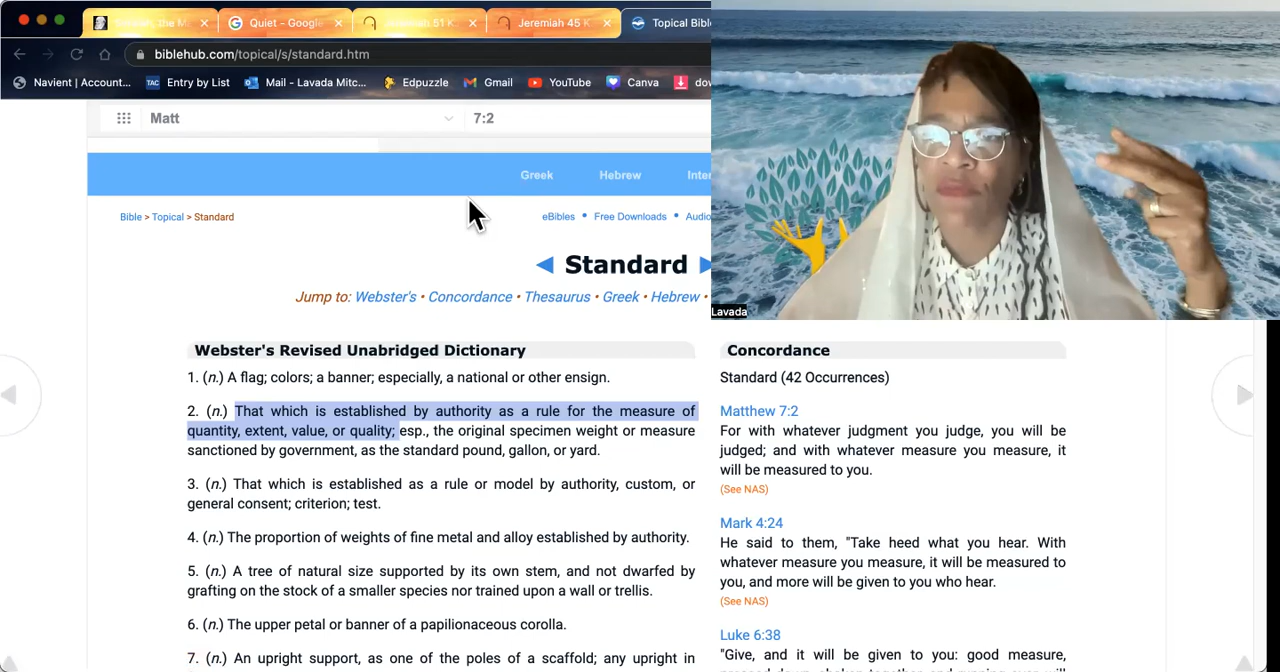 Quiet - Google
Jeremiah 51 K
Jeremiah 45 K
Topical Bibl
biblehub.com/topical/s/standard.htm
Navient | Account...
Entry by List
Mail - Lavada Mitc...
Edpuzzle
Gmail
YouTube
Canva
Matt
7:2
Greek
Hebrew
Inter
Bible > Topical > Standard
eBibles • Free Downloads • Audio
Standard
Jump to: Webster's • Concordance • Thesaurus • Greek • Hebrew •
Lavada
Webster's Revised Unabridged Dictionary
1. (n.) A flag; colors; a banner; especially, a national or other ensign.
2. (n.) That which is established by authority as a rule for the measure of
quantity, extent, value, or quality; esp., the original specimen weight or measure
sanctioned by government, as the standard pound, gallon, or yard.
3. (n.) That which is established as a rule or model by authority, custom, or
general consent; criterion; test.
4. (n.) The proportion of weights of fine metal and alloy established by authority.
5. (n.) A tree of natural size supported by its own stem, and not dwarfed by
grafting on the stock of a smaller species nor trained upon a wall or trellis.
6. (n.) The upper petal or banner of a papilionaceous corolla.
7. (n.) An upright support, as one of the poles of a scaffold; any upright in
Concordance
Standard (42 Occurrences)
Matthew 7:2
For with whatever judgment you judge, you will be
judged; and with whatever measure you measure, it
will be measured to you.
(See NAS)
Mark 4:24
He said to them, "Take heed what you hear. With
whatever measure you measure, it will be measured to
you, and more will be given to you who hear.
(See NAS)
Luke 6:38
"Give, and it will be given to you: good measure,